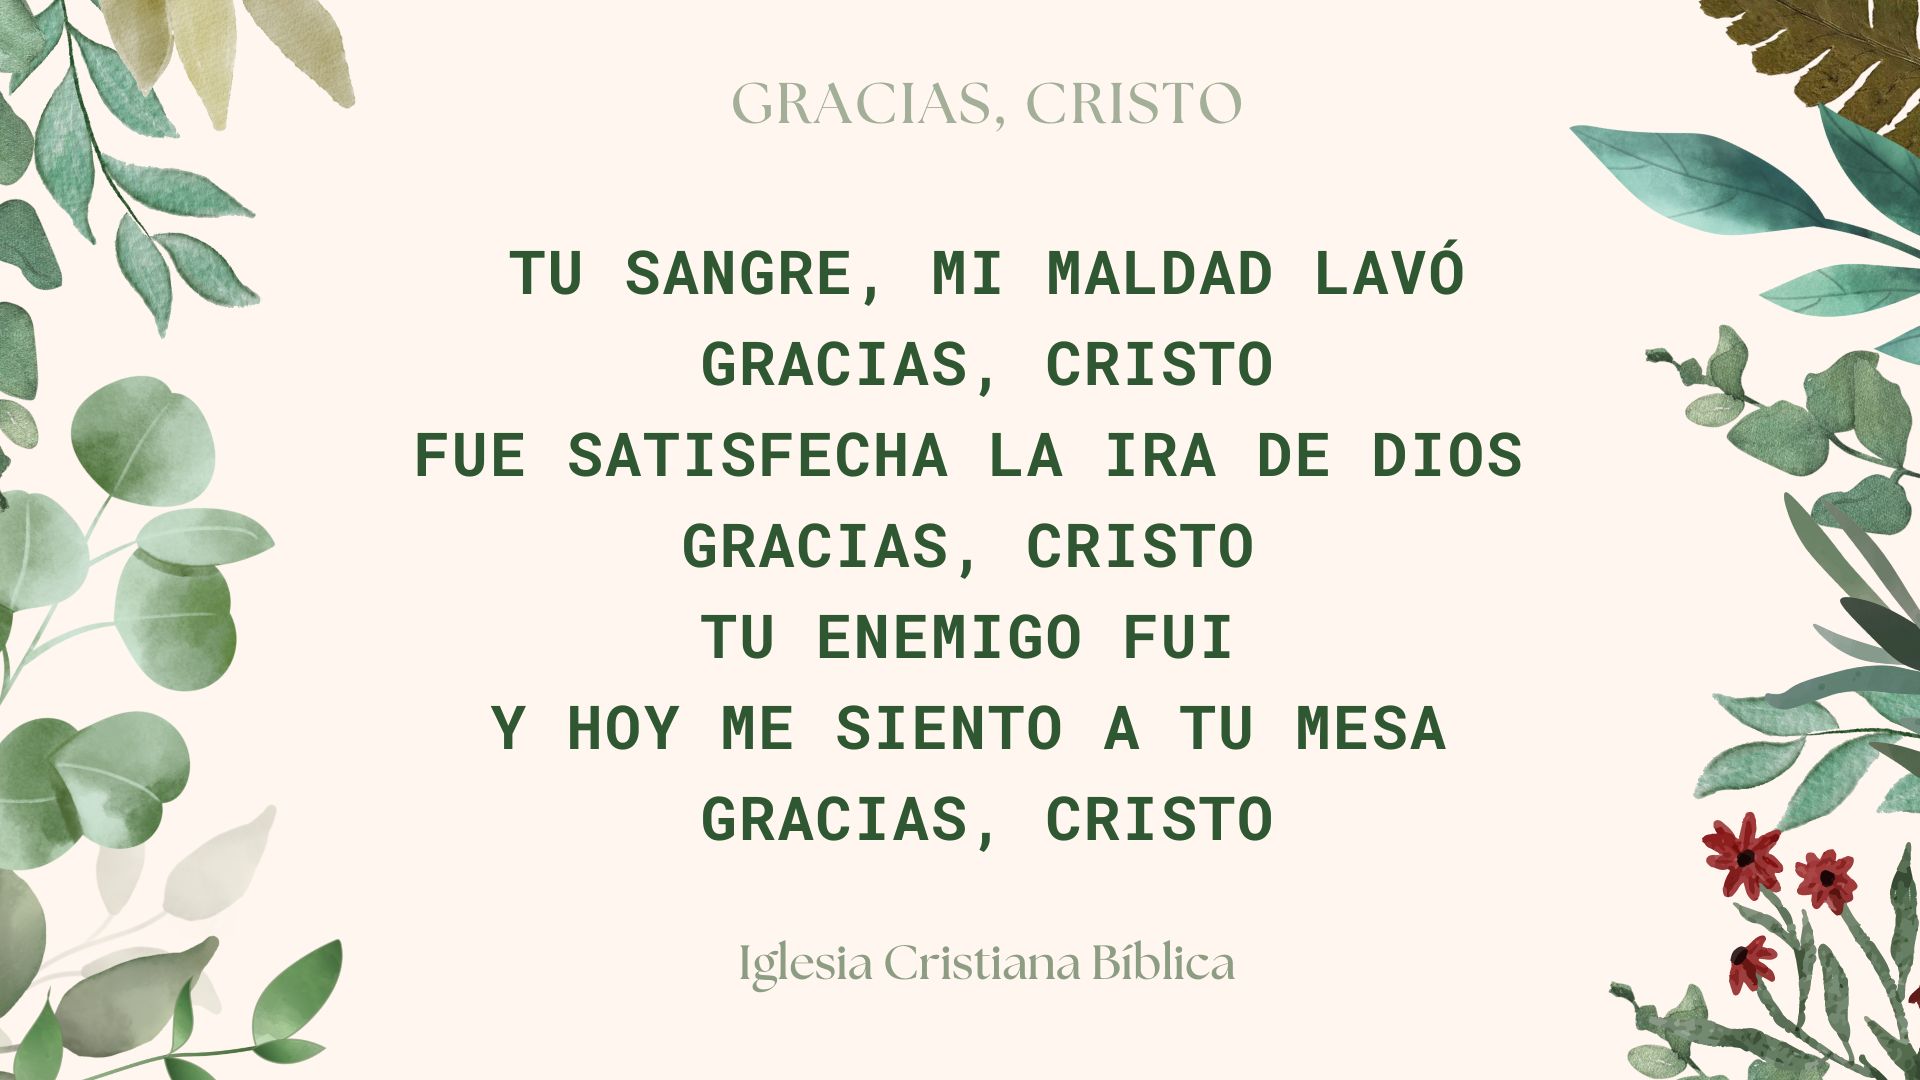 GRACIAS, CRISTO
TU SANGRE, MI MALDAD LAVÓ
GRACIAS, CRISTO
FUE SATISFECHA LA IRA DE DIOS
GRACIAS, CRISTO
TU ENEMIGO FUI
Y HOY ME SIENTO A TU MESA
GRACIAS, CRISTO
Iglesia Cristiana Bíblica